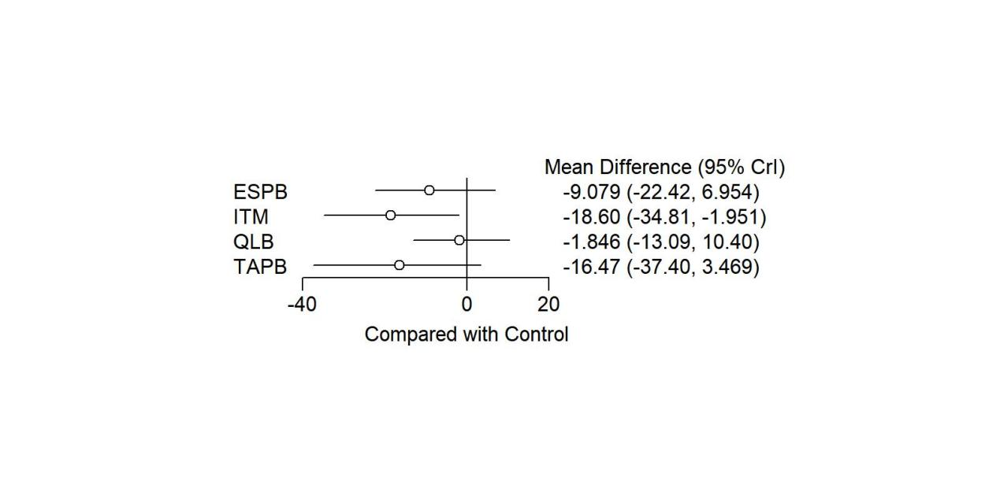 Mean Difference (95% CrI)
ESPB -9.079 (-22.42, 6.954)
ITM -18.60 (-34.81, -1.951)
QLB -1.846 (-13.09, 10.40)
TAPB -16.47 (-37.40, 3.469)
-40 0 20
Compared with Control